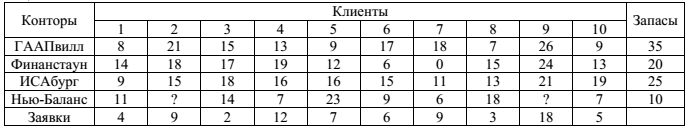 Конторы Клиенты Запасы
1 2 3 4 5 6 7 8 9 10
ГААПвилл 8 21 15 13 9 17 18 7 26 9 35
Финанстаун 14 18 17 19 12 6 0 15 24 13 20
ИСАбург 9 15 18 16 16 15 11 13 21 19 25
Нью-Баланс 11 ? 14 7 23 9 6 18 ? 7 10
Заявки 4 9 2 12 7 6 9 3 18 5